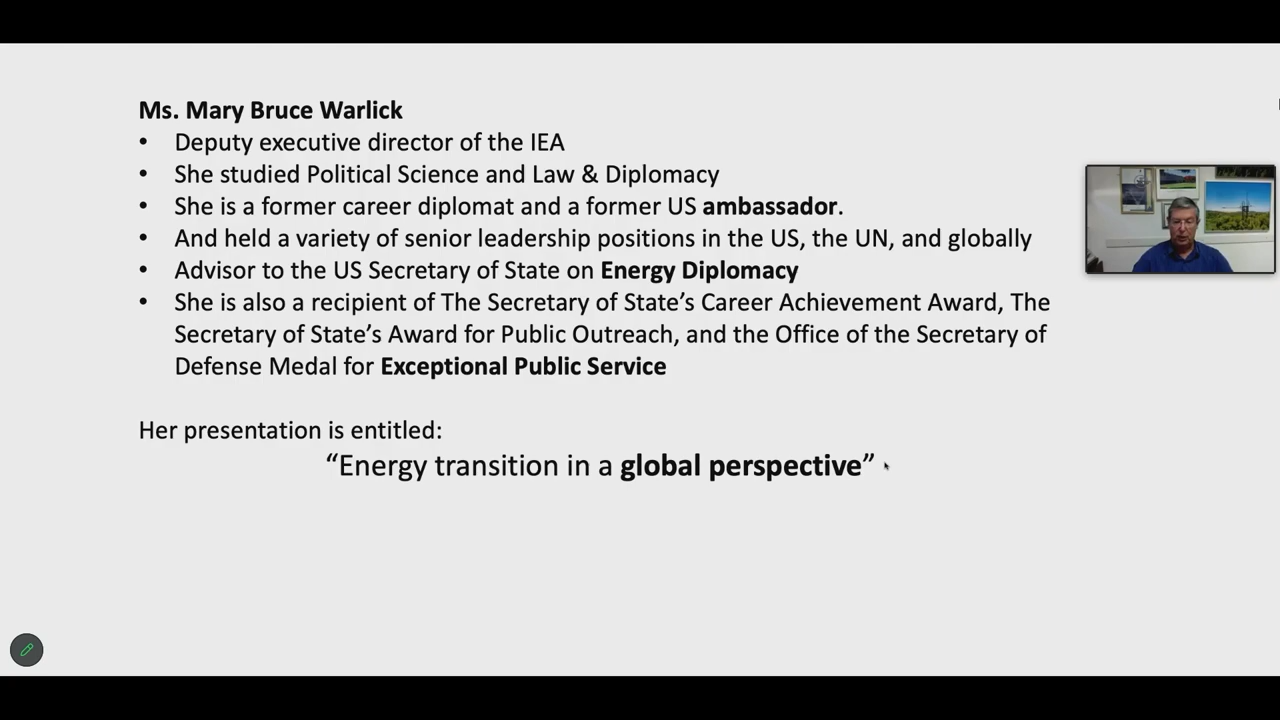 Ms. Mary Bruce Warlick
• Deputy executive director of the IEA
• She studied Political Science and Law & Diplomacy
• She is a former career diplomat and a former US ambassador.
• And held a variety of senior leadership positions in the US, the UN, and globally
• Advisor to the US Secretary of State on Energy Diplomacy
• She is also a recipient of The Secretary of State’s Career Achievement Award, The
Secretary of State’s Award for Public Outreach, and the Office of the Secretary of
Defense Medal for Exceptional Public Service
Her presentation is entitled:
“Energy transition in a global perspective”